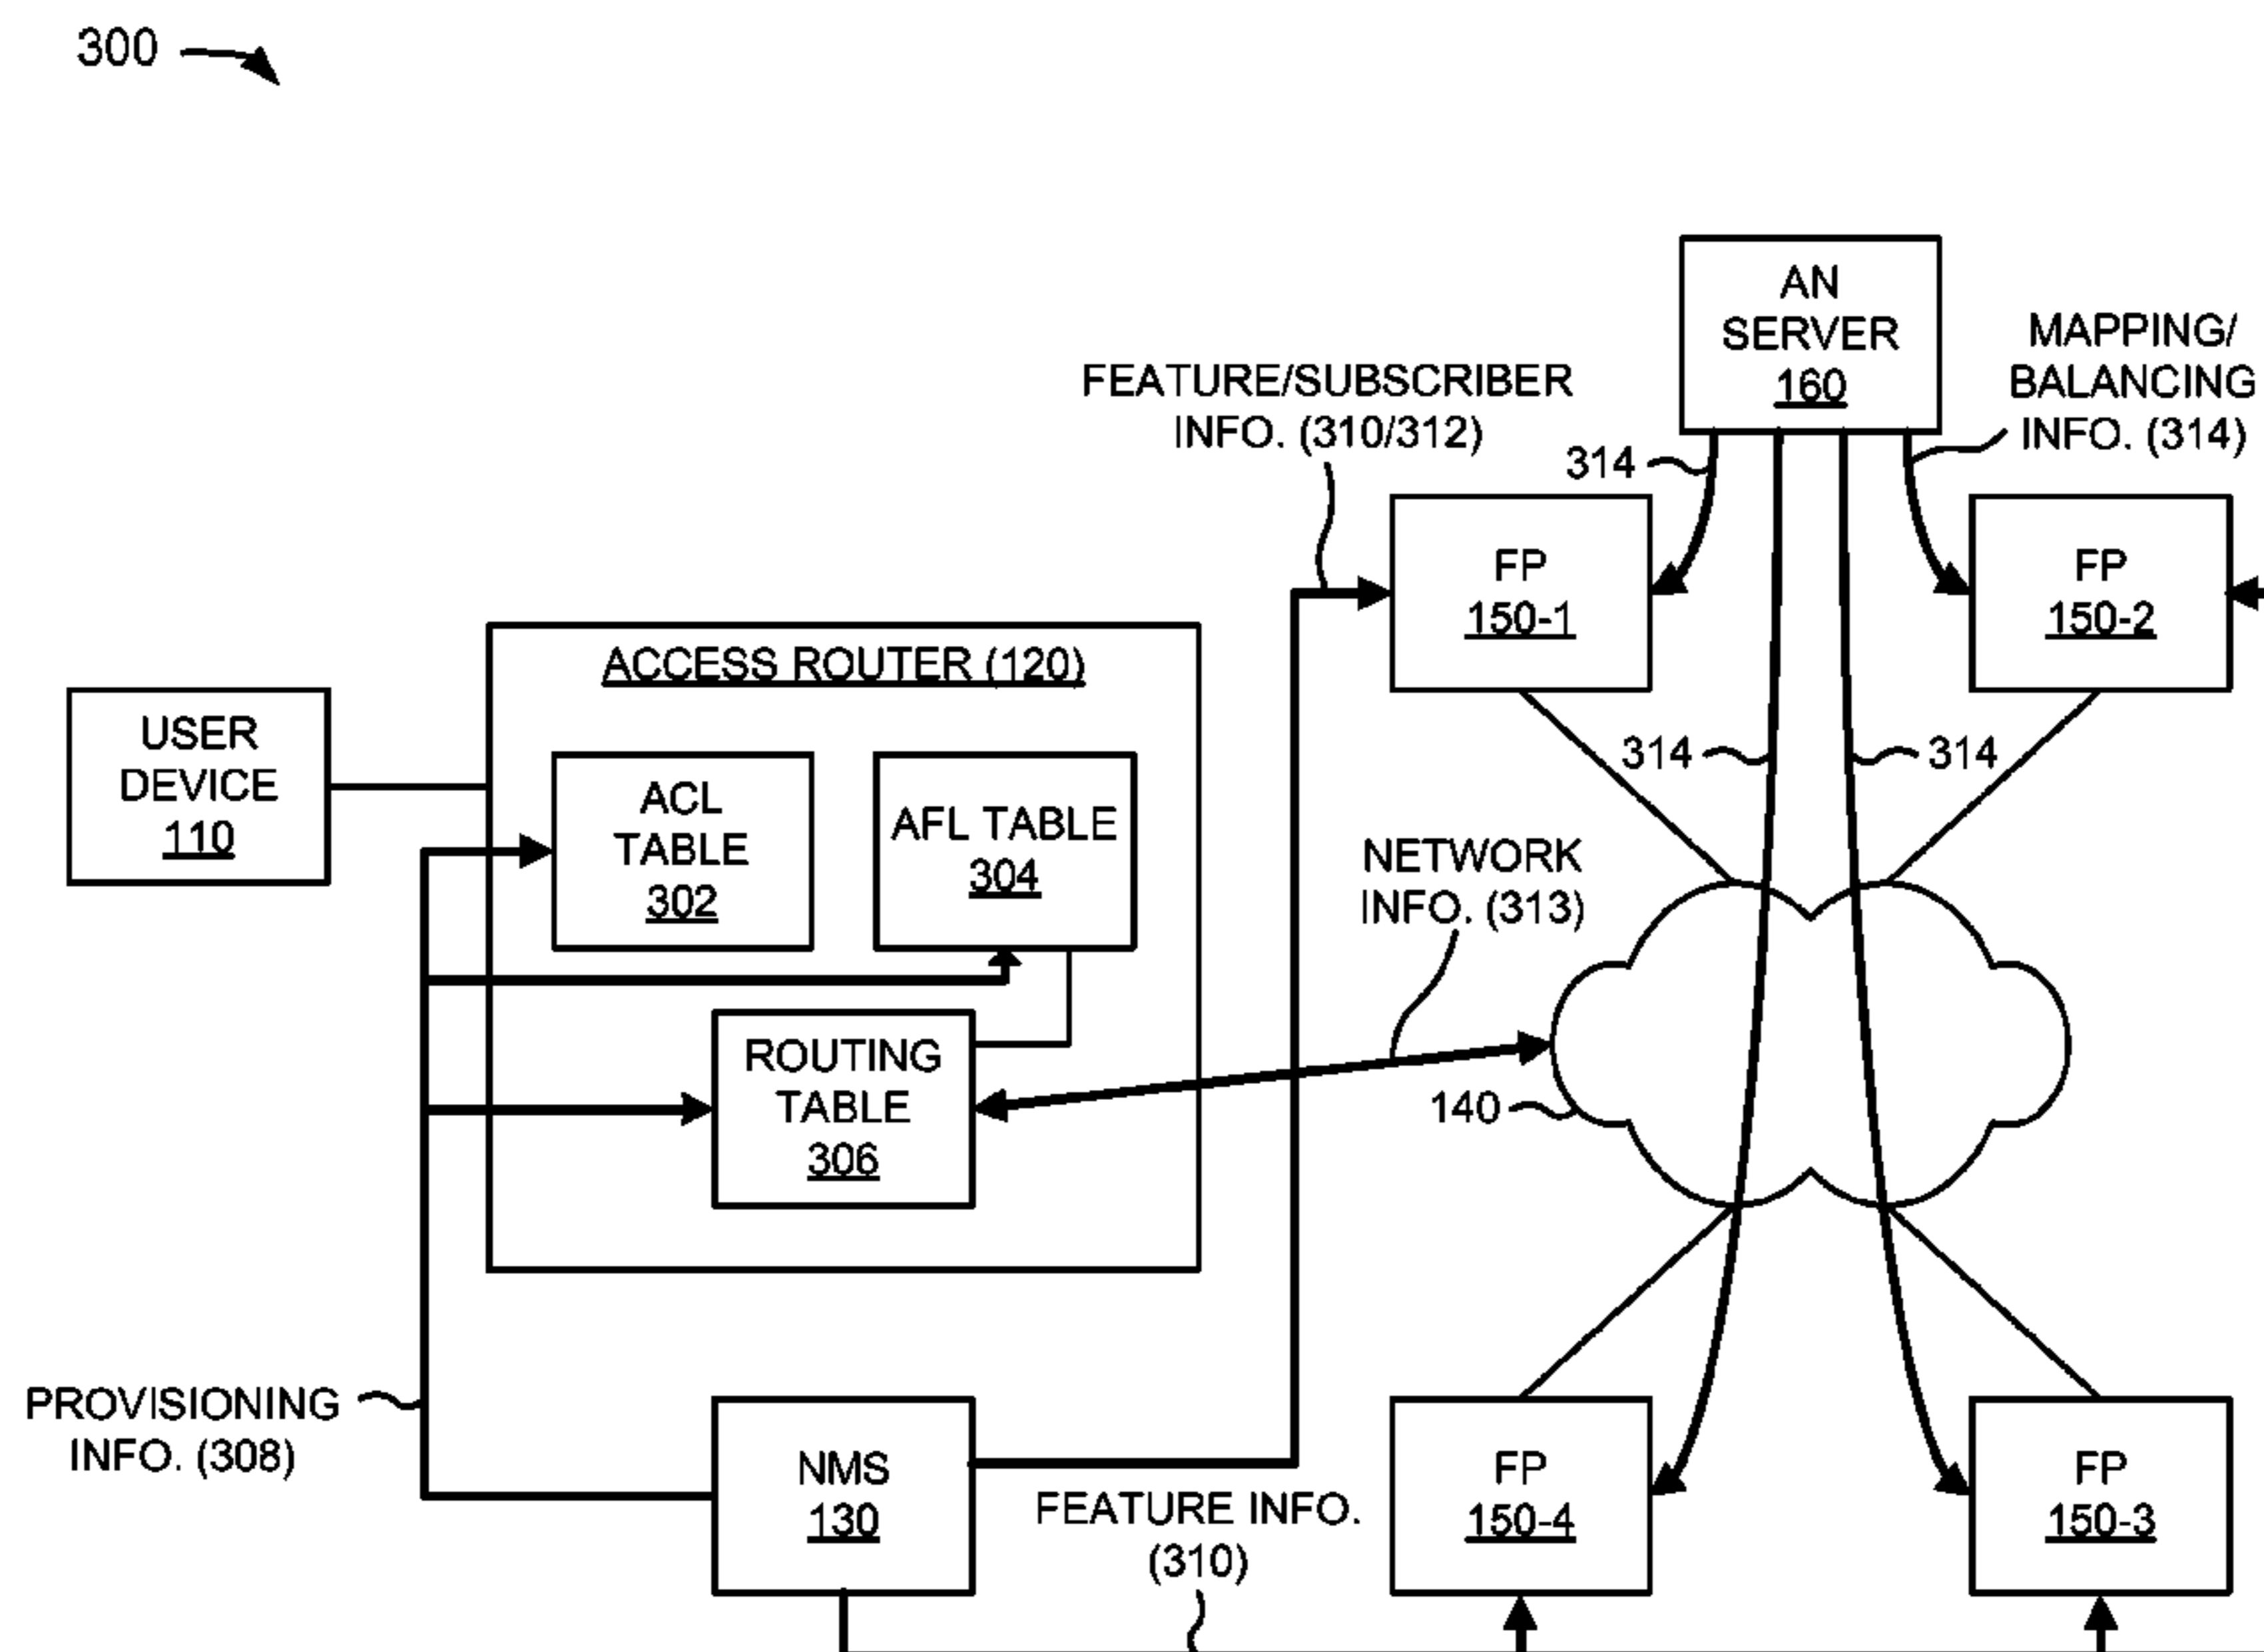 300
AN
SERVER
160
MAPPING/
BALANCING
INFO. (314)
FEATURE/SUBSCRIBER
INFO. (310/312)
314
FP
150-1
FP
150-2
ACCESS ROUTER (120)
USER
DEVICE
110
ACL
TABLE
302
AFL TABLE
304
314
314
NETWORK
INFO. (313)
ROUTING
TABLE
306
140
PROVISIONING
INFO. (308)
NMS
130
FEATURE INFO.
(310)
FP
150-4
FP
150-3